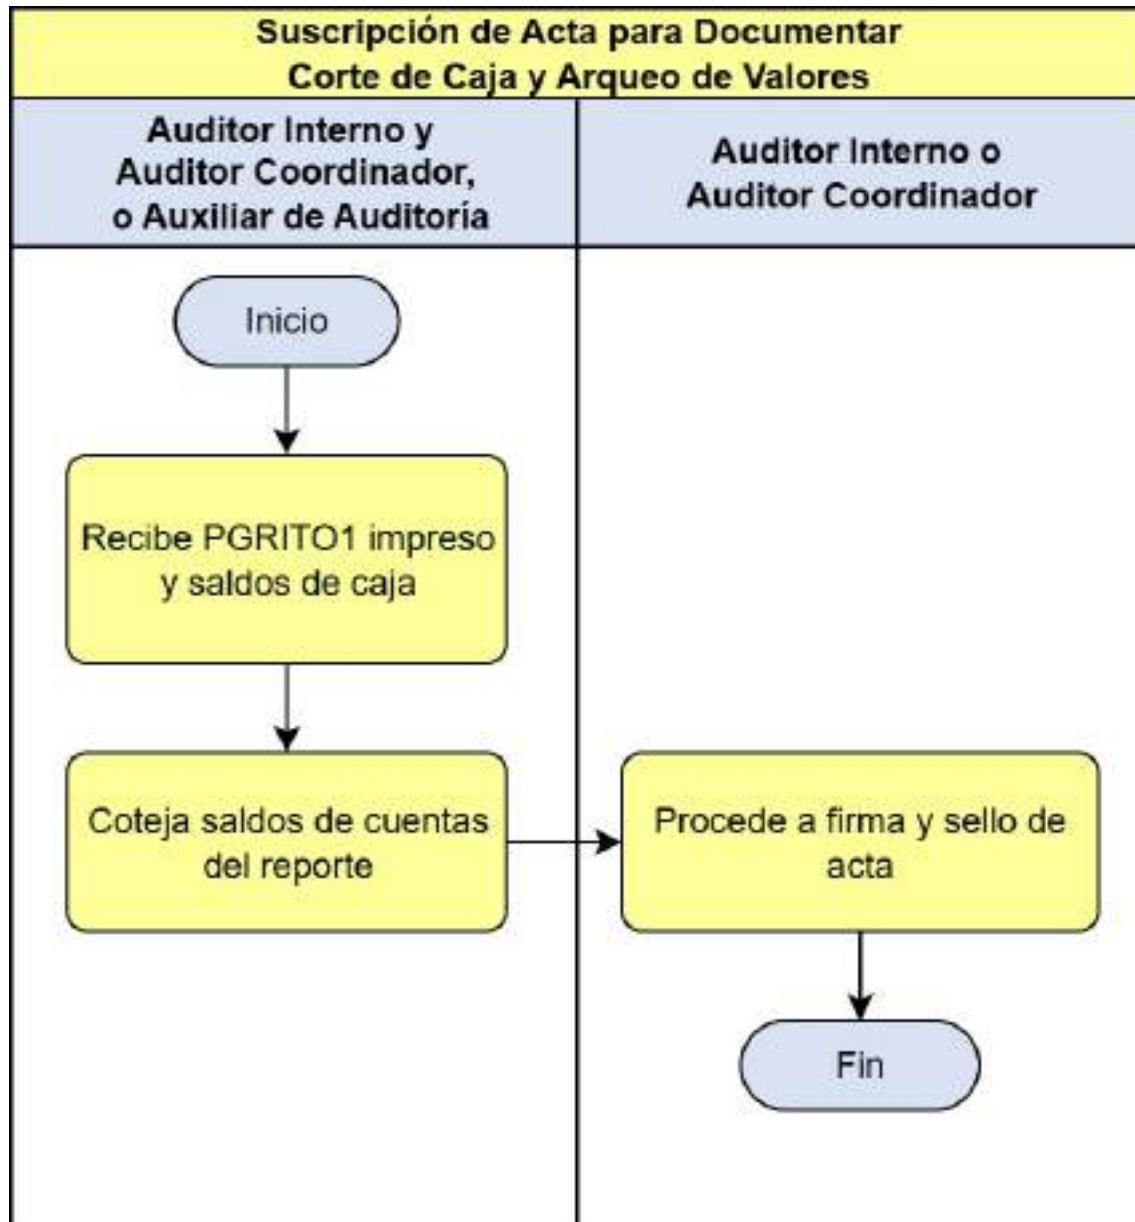 Suscripción de Acta para Documentar
Corte de Caja y Arqueo de Valores
Auditor Interno y
Auditor Coordinador,
o Auxiliar de Auditoría
Auditor Interno o
Auditor Coordinador
Inicio
Recibe PGRITO1 impreso
y saldos de caja
Coteja saldos de cuentas
del reporte
Procede a firma y sello de
acta
Fin